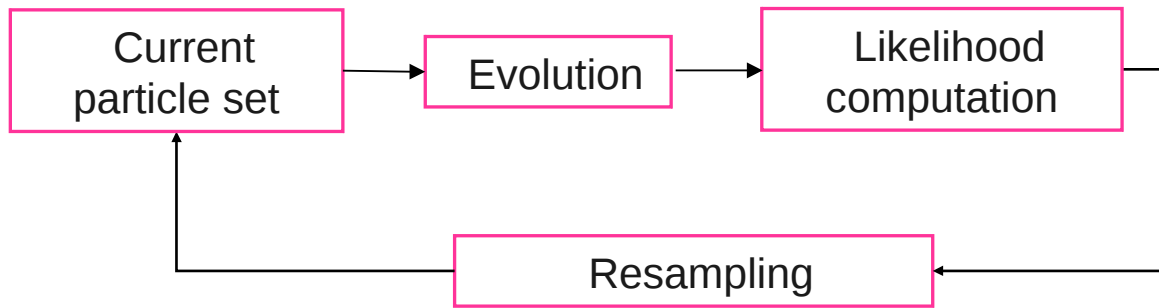 Current
particle set
Evolution
Likelihood
computation
Resampling